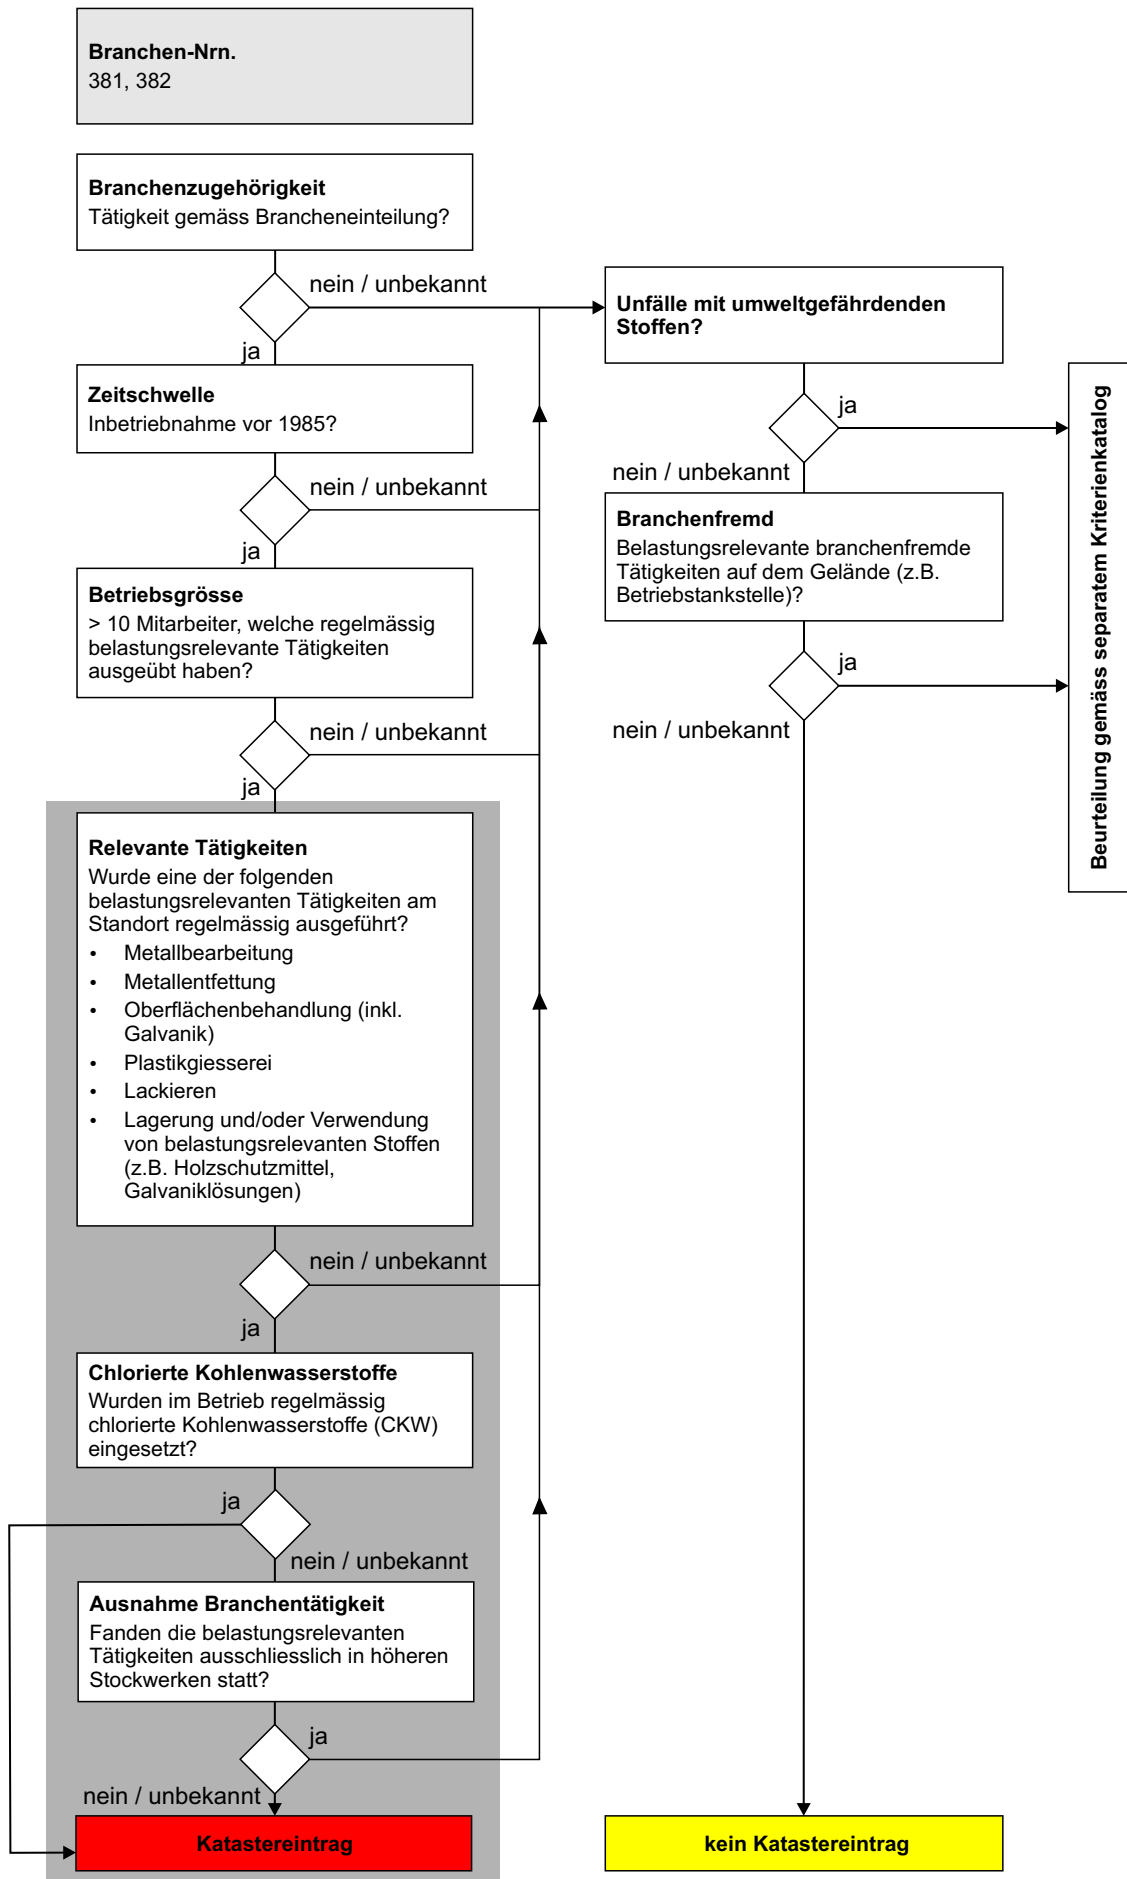 Branchen-Nrn.
381, 382
Branchenzugehörigkeit
Tätigkeit gemäss Brancheneinteilung?
nein / unbekannt
ja
Zeitschwelle
Inbetriebnahme vor 1985?
nein / unbekannt
ja
Betriebsgrösse
> 10 Mitarbeiter, welche regelmässig
belastungsrelevante Tätigkeiten
ausgeübt haben?
nein / unbekannt
ja
Relevante Tätigkeiten
Wurde eine der folgenden
belastungsrelevanten Tätigkeiten am
Standort regelmässig ausgeführt?
• Metallbearbeitung
• Metallentfettung
• Oberflächenbehandlung (inkl.
Galvanik)
• Plastikgiesserei
• Lackieren
• Lagerung und/oder Verwendung
von belastungsrelevanten Stoffen
(z.B. Holzschutzmittel,
Galvaniklösungen)
nein / unbekannt
ja
Chlorierte Kohlenwasserstoffe
Wurden im Betrieb regelmässig
chlorierte Kohlenwasserstoffe (CKW)
eingesetzt?
ja
nein / unbekannt
Ausnahme Branchentätigkeit
Fanden die belastungsrelevanten
Tätigkeiten ausschliesslich in höheren
Stockwerken statt?
ja
nein / unbekannt
Katastereintrag
Unfälle mit umweltgefährdenden
Stoffen?
ja
nein / unbekannt
Branchenfremd
Belastungsrelevante branchenfremde
Tätigkeiten auf dem Gelände (z.B.
Betriebstankstelle)?
ja
nein / unbekannt
kein Katastereintrag
Beurteilung gemäss separatem Kriterienkatalog